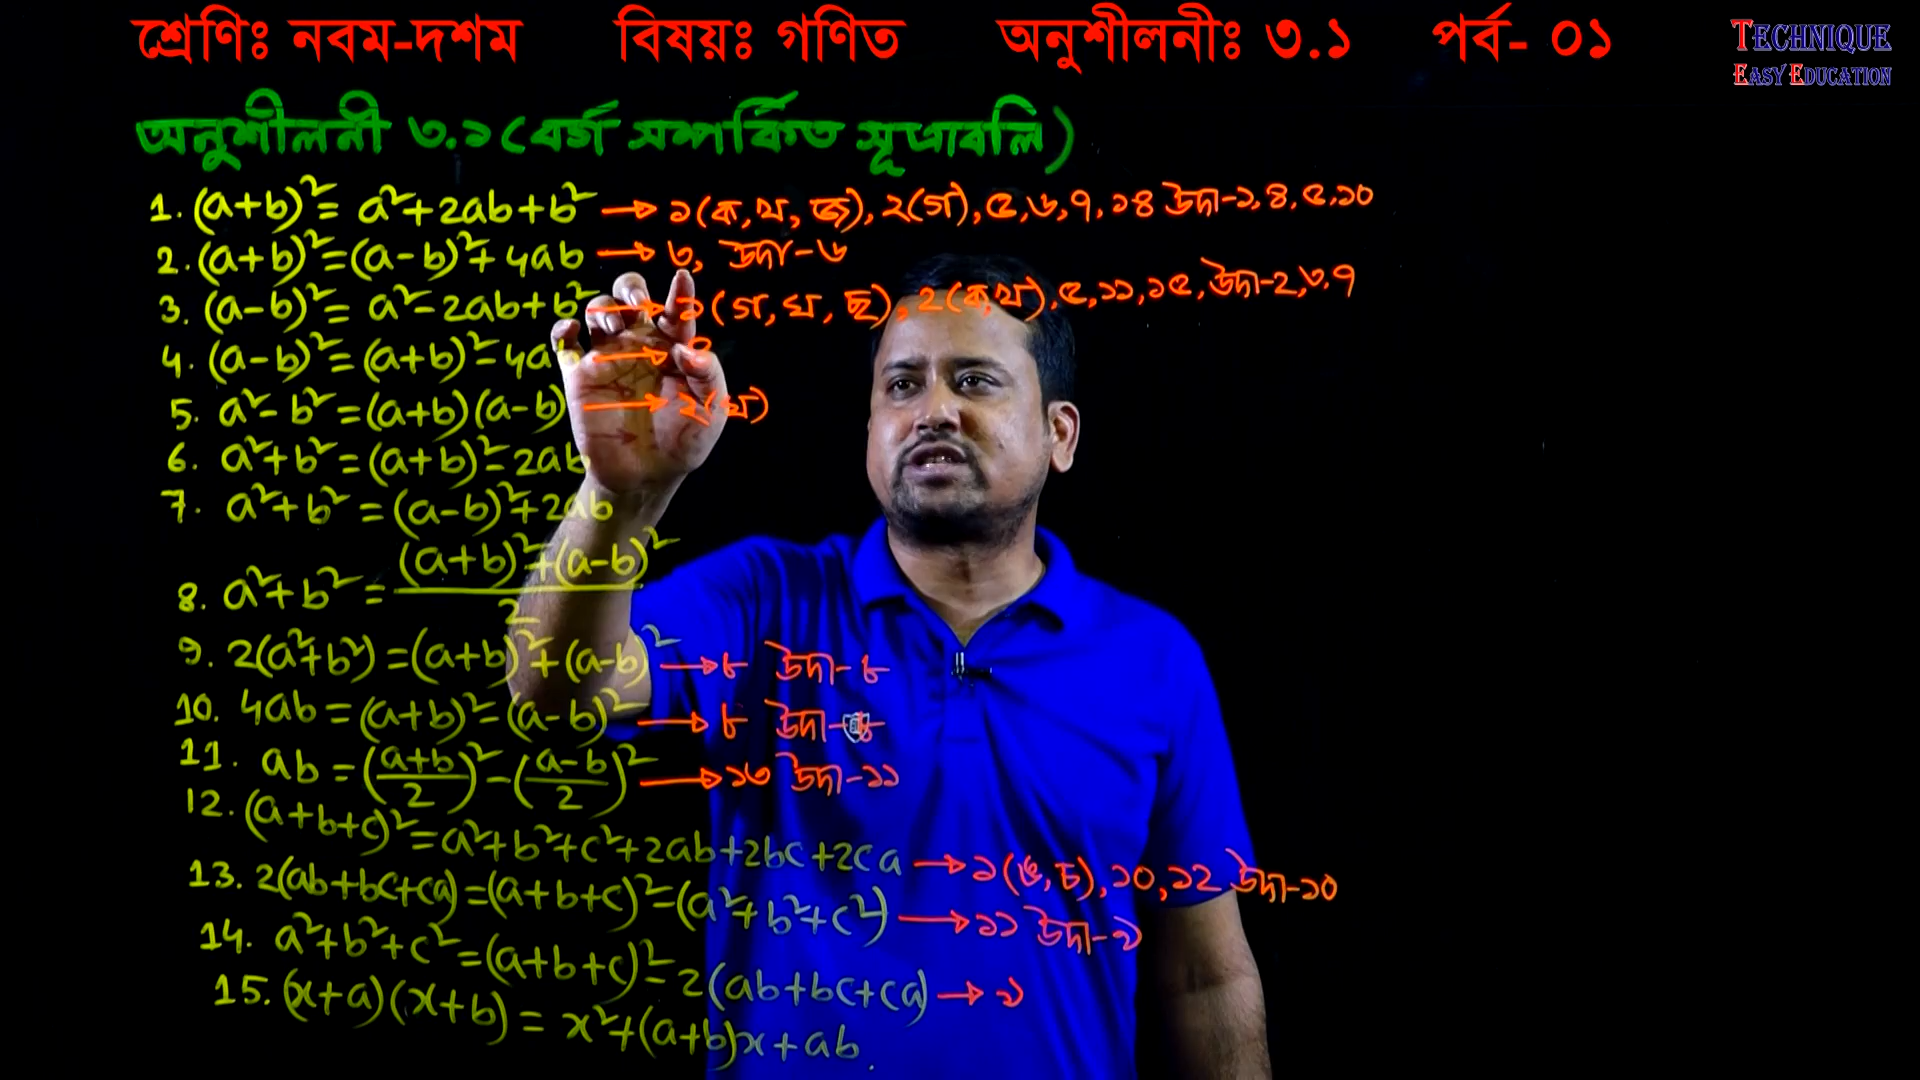 শ্রেণিঃ নবম-দশম বিষয়ঃ গণিত অনুশীলনীঃ ৩.১ পর্ব- ০১
TECHNIQUE
EASY EDUCATION
অনুশীলনী ৩.১ (বর্গ সম্পর্কিত সূত্রাবলি)
1. (a+b)² = a²+2ab+b² → ১(ক,খ,জ), ২(গ), ৫,৬,৭,১৪ উদা-১,৪,৫,১০
2. (a+b)² = (a-b)²+4ab → ৩, উদা-৬
3. (a-b)² = a²-2ab+b² → ১(গ,ঘ,ছ), 2(ক,খ), ৫,১১,১৫, উদা-2,৩,৭
4. (a-b)² = (a+b)²-4ab → ৪
5. a²-b² = (a+b)(a-b) → ২(ঘ)
6. a²+b² = (a+b)²-2ab
7. a²+b² = (a-b)²+2ab
8. a²+b² = ((a+b)²+(a-b)²)/2
9. 2(a²+b²) = (a+b)²+(a-b)² → ৮ উদা-৮
10. 4ab = (a+b)²-(a-b)² → ৮ উদা-৮
11. ab = ((a+b)/2)²-((a-b)/2)² → ১৩ উদা-১১
12. (a+b+c)² = a²+b²+c²+2ab+2bc+2ca → ১(ঙ,চ),১০,১2 উদা-১০
13. 2(ab+bc+ca) = (a+b+c)²-(a²+b²+c²) → ১১ উদা-৯
14. a²+b²+c² = (a+b+c)²-2(ab+bc+ca) → ৯
15. (x+a)(x+b) = x²+(a+b)x+ab.